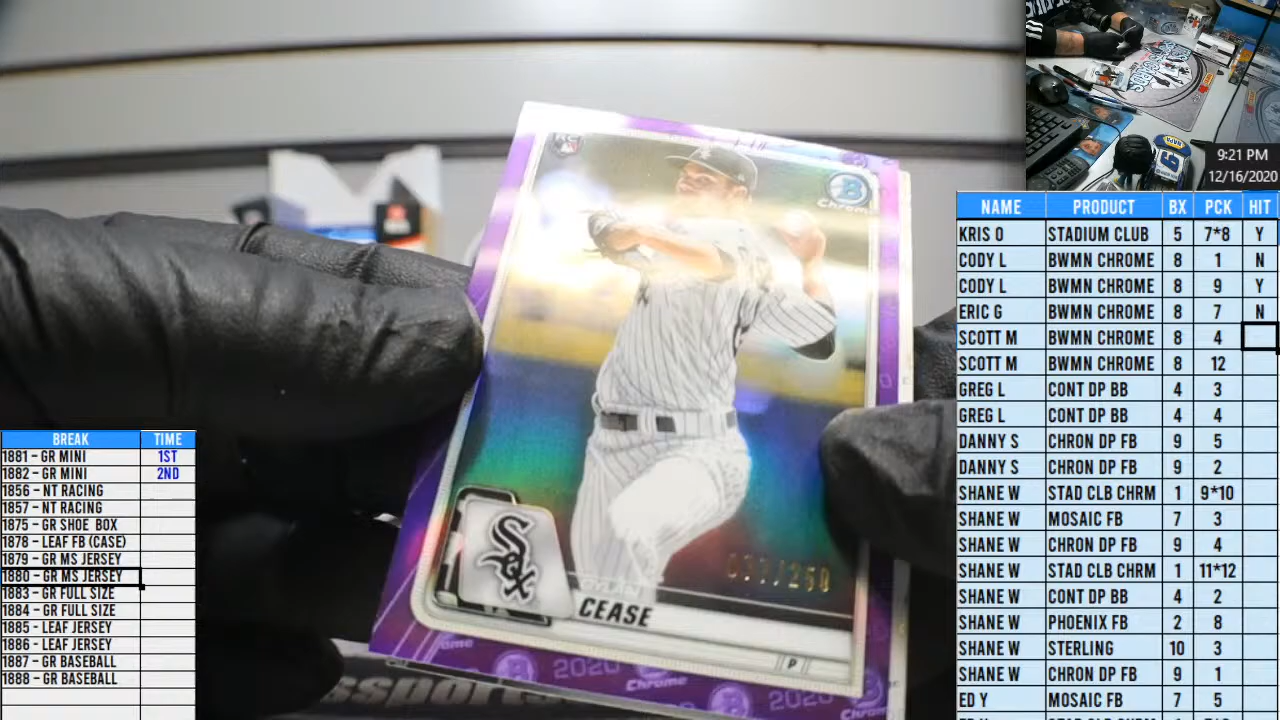 9:21 PM
12/16/2020
NAME PRODUCT BX PCK HIT
KRIS O STADIUM CLUB 5 7*8 Y
CODY L BWMN CHROME 8 1 N
CODY L BWMN CHROME 8 9 Y
ERIC G BWMN CHROME 8 7 N
SCOTT M BWMN CHROME 8 4
SCOTT M BWMN CHROME 8 12
GREG L CONT DP BB 4 3
GREG L CONT DP BB 4 4
DANNY S CHRON DP FB 9 5
DANNY S CHRON DP FB 9 2
SHANE W STAD CLB CHRM 1 9*10
SHANE W MOSAIC FB 7 3
SHANE W CHRON DP FB 9 4
SHANE W STAD CLB CHRM 1 11*12
SHANE W CONT DP BB 4 2
SHANE W PHOENIX FB 2 8
SHANE W STERLING 10 3
SHANE W CHRON DP FB 9 1
ED Y MOSAIC FB 7 5
BREAK TIME
1881 - GR MINI 1ST
1882 - GR MINI 2ND
1856 - NT RACING
1857 - NT RACING
1875 - GR SHOE BOX
1878 - LEAF FB (CASE)
1879 - GR MS JERSEY
1880 - GR MS JERSEY
1883 - GR FULL SIZE
1884 - GR FULL SIZE
1885 - LEAF JERSEY
1886 - LEAF JERSEY
1887 - GR BASEBALL
1888 - GR BASEBALL
RC
B
Chrome
Sox
DYLAN
CEASE
P
2020
Chrome
2020